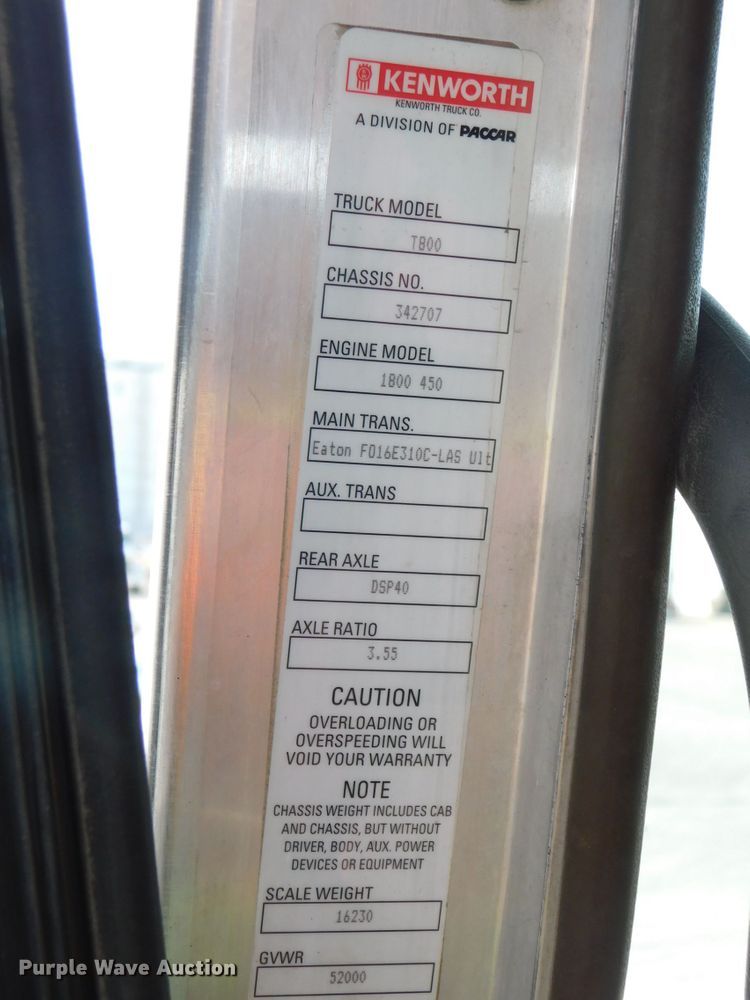 KENWORTH
KENWORTH TRUCK CO.
A DIVISION OF PACCAR
TRUCK MODEL
T800
CHASSIS NO.
342707
ENGINE MODEL
1800 450
MAIN TRANS.
Eaton FO16E310C-LAS Ult
AUX. TRANS
REAR AXLE
DSP40
AXLE RATIO
3.55
CAUTION
OVERLOADING OR
OVERSPEEDING WILL
VOID YOUR WARRANTY
NOTE
CHASSIS WEIGHT INCLUDES CAB
AND CHASSIS, BUT WITHOUT
DRIVER, BODY, AUX. POWER
DEVICES OR EQUIPMENT
SCALE WEIGHT
16230
GVWR
52000
Purple Wave Auction